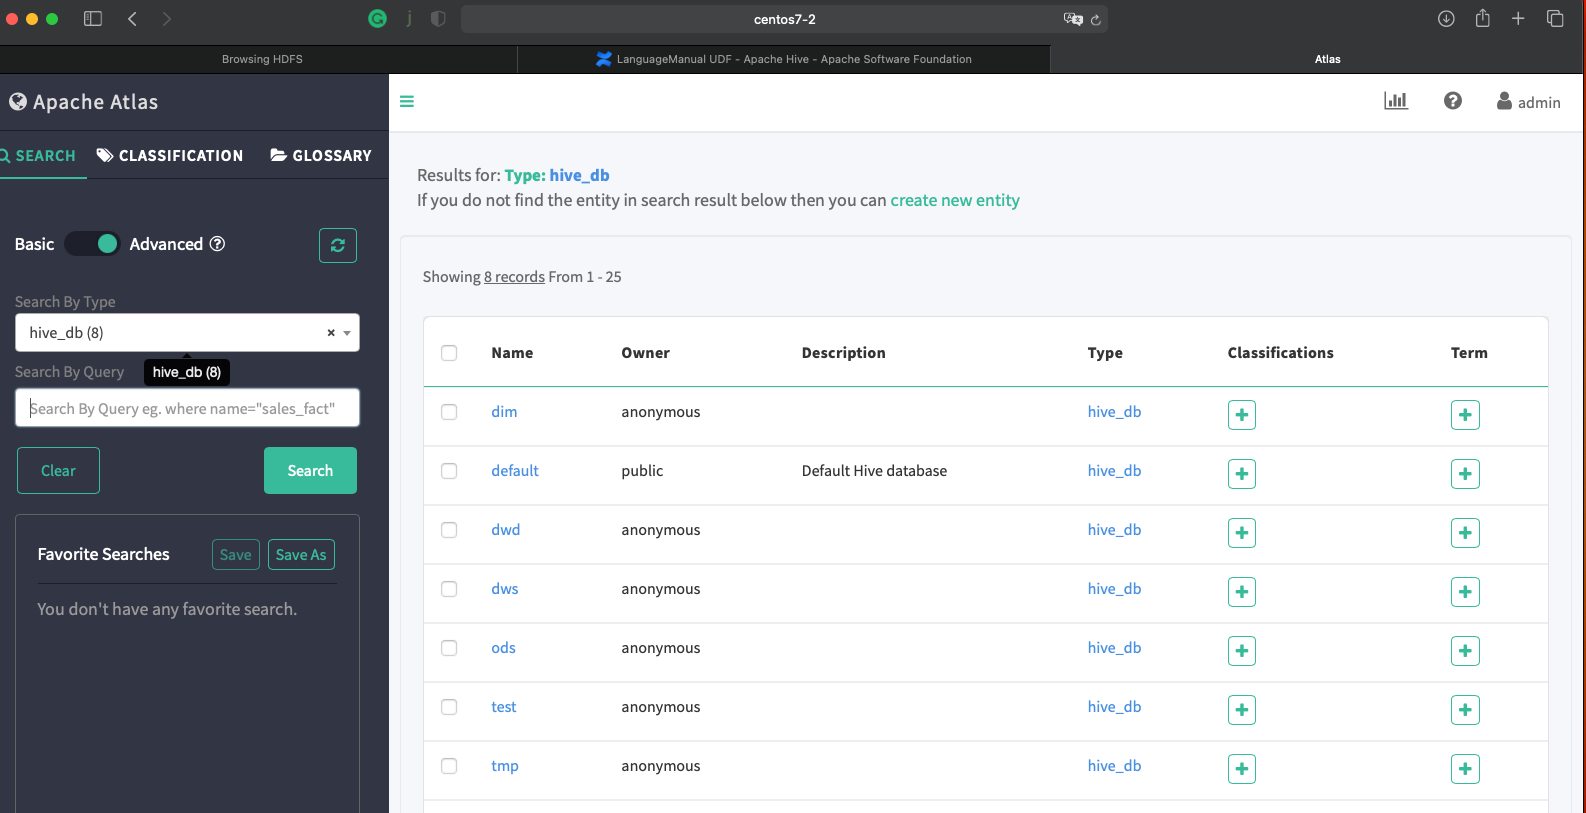 centos7-2
Browsing HDFS
LanguageManual UDF - Apache Hive - Apache Software Foundation
Atlas
Apache Atlas
admin
SEARCH CLASSIFICATION GLOSSARY
Results for: Type: hive_db
If you do not find the entity in search result below then you can create new entity
Basic Advanced
Showing 8 records From 1 - 25
Search By Type
hive_db (8)
Search By Query
hive_db (8)
Search By Query eg. where name="sales_fact"
Clear Search
Favorite Searches Save Save As
You don't have any favorite search.
Name Owner Description Type Classifications Term
dim anonymous hive_db
default public Default Hive database hive_db
dwd anonymous hive_db
dws anonymous hive_db
ods anonymous hive_db
test anonymous hive_db
tmp anonymous hive_db